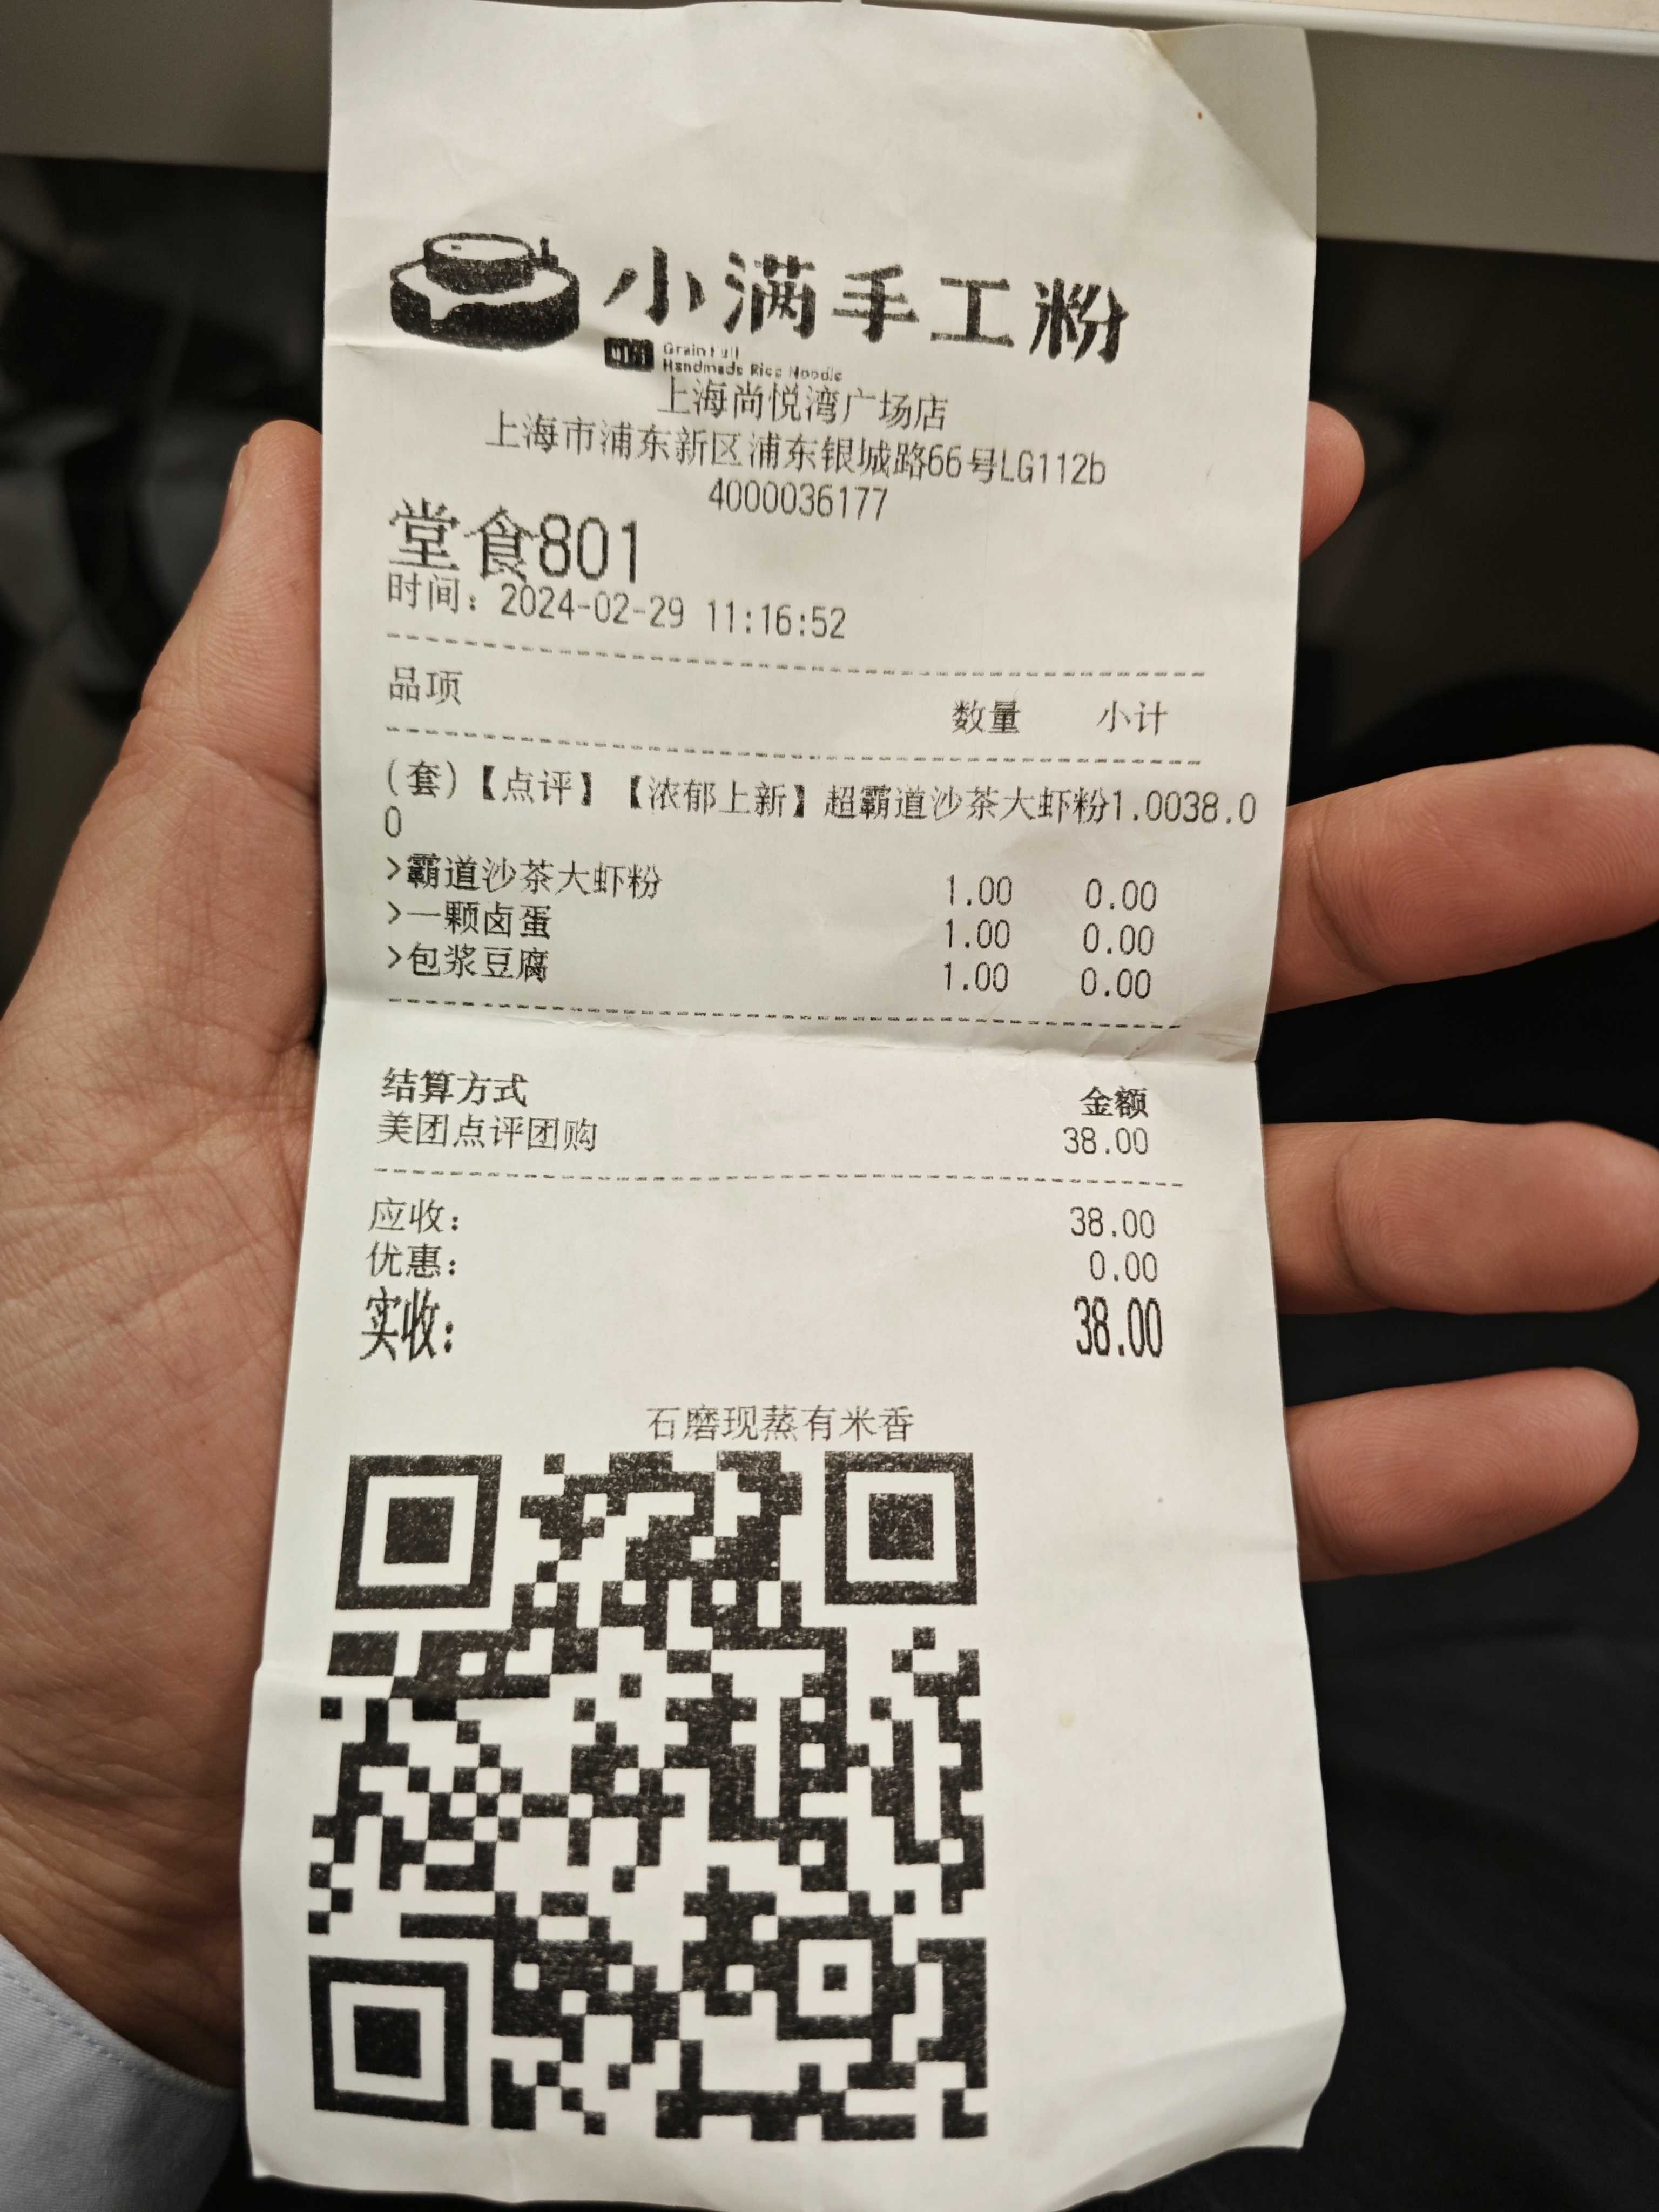 小满手工粉
Grain Full
Handmade Rice Noodle
上海尚悦湾广场店
上海市浦东新区浦东银城路66号LG112b
4000036177
堂食801
时间：2024-02-29 11:16:52
品项 数量 小计
(套)【点评】【浓郁上新】超霸道沙茶大虾粉1.0038.0
0
>霸道沙茶大虾粉 1.00 0.00
>一颗卤蛋 1.00 0.00
>包浆豆腐 1.00 0.00
结算方式 金额
美团点评团购 38.00
应收： 38.00
优惠： 0.00
实收： 38.00
石磨现蒸有米香